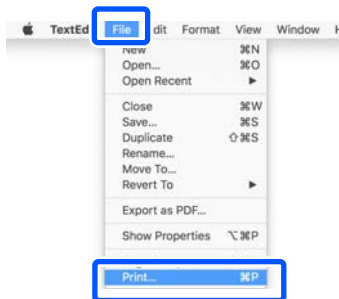 TextEd File dit Format View Window H
New ⌘N
Open... ⌘O
Open Recent ▶
Close ⌘W
Save... ⌘S
Duplicate ⇧⌘S
Rename...
Move To...
Revert To ▶
Export as PDF...
Show Properties ⌥⌘P
Print... ⌘P